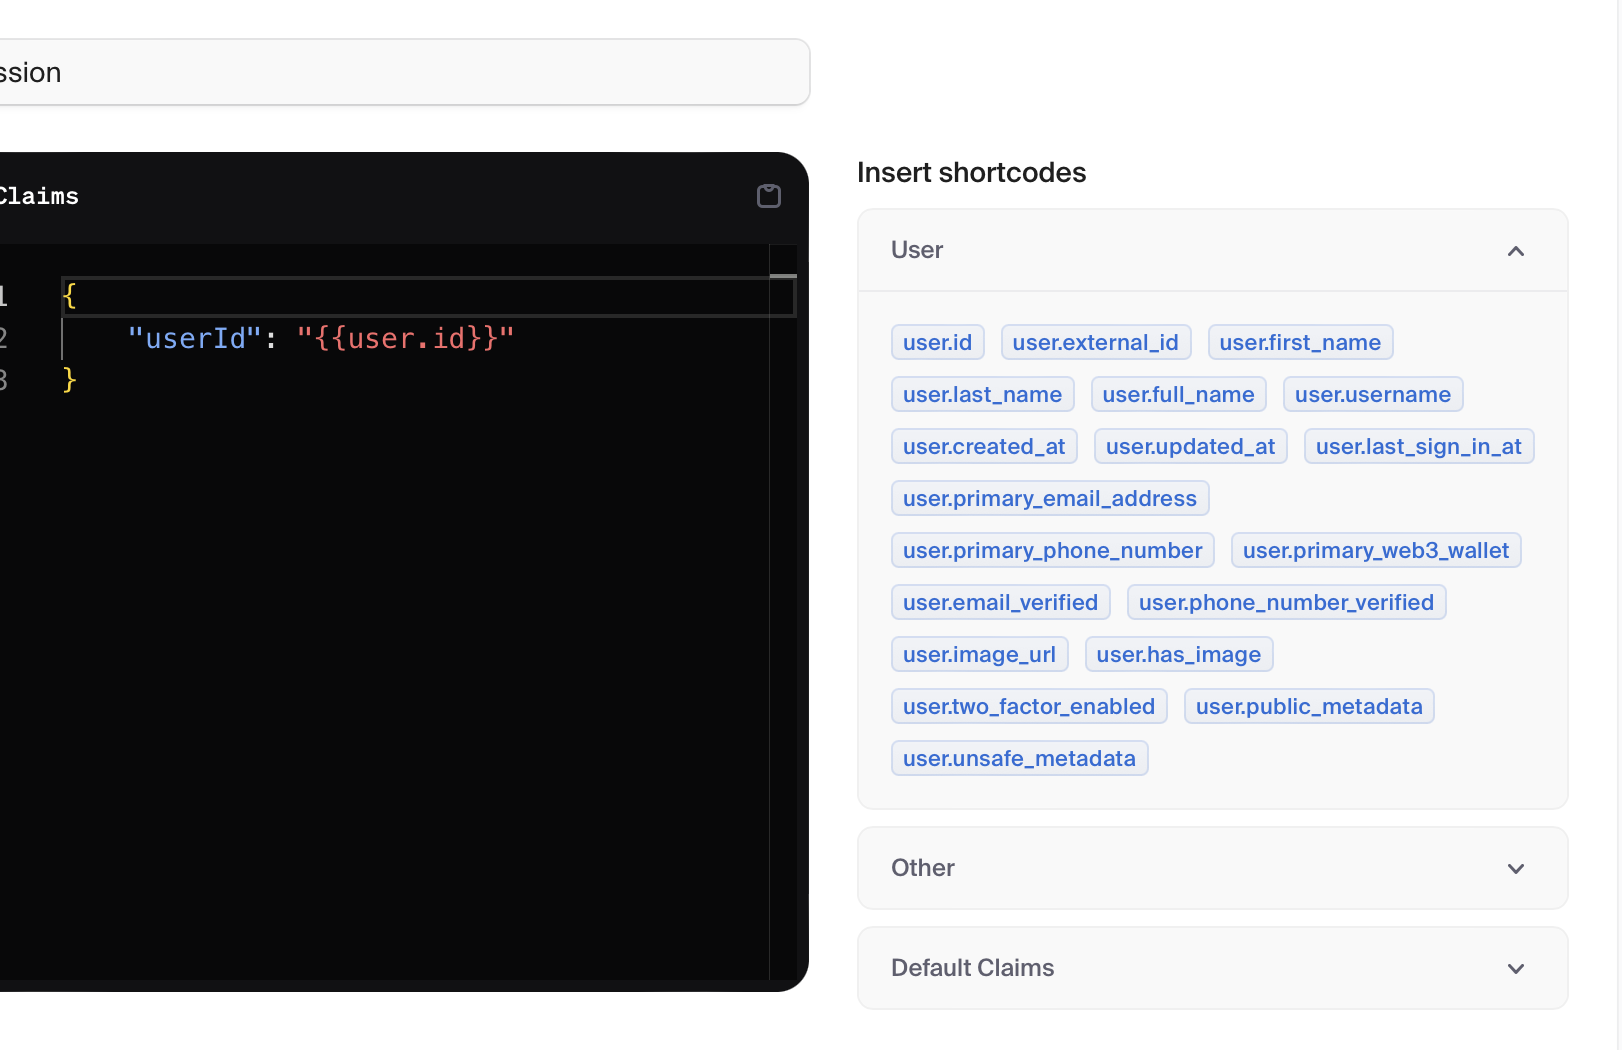 ssion
Claims
1 {
2 "userId": "{{user.id}}"
3 }
Insert shortcodes
User
user.id user.external_id user.first_name
user.last_name user.full_name user.username
user.created_at user.updated_at user.last_sign_in_at
user.primary_email_address
user.primary_phone_number user.primary_web3_wallet
user.email_verified user.phone_number_verified
user.image_url user.has_image
user.two_factor_enabled user.public_metadata
user.unsafe_metadata
Other
Default Claims